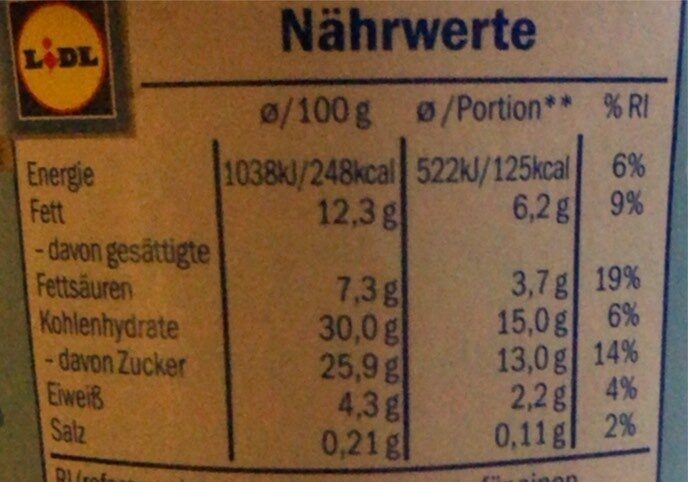 LIDL
Nährwerte
ø/100 g ø/Portion** % RI
Energie 1038kJ/248kcal 522kJ/125kcal 6%
Fett 12,3 g 6,2 g 9%
- davon gesättigte
Fettsäuren 7,3 g 3,7 g 19%
Kohlenhydrate 30,0 g 15,0 g 6%
- davon Zucker 25,9 g 13,0 g 14%
Eiweiß 4,3 g 2,2 g 4%
Salz 0,21 g 0,11 g 2%